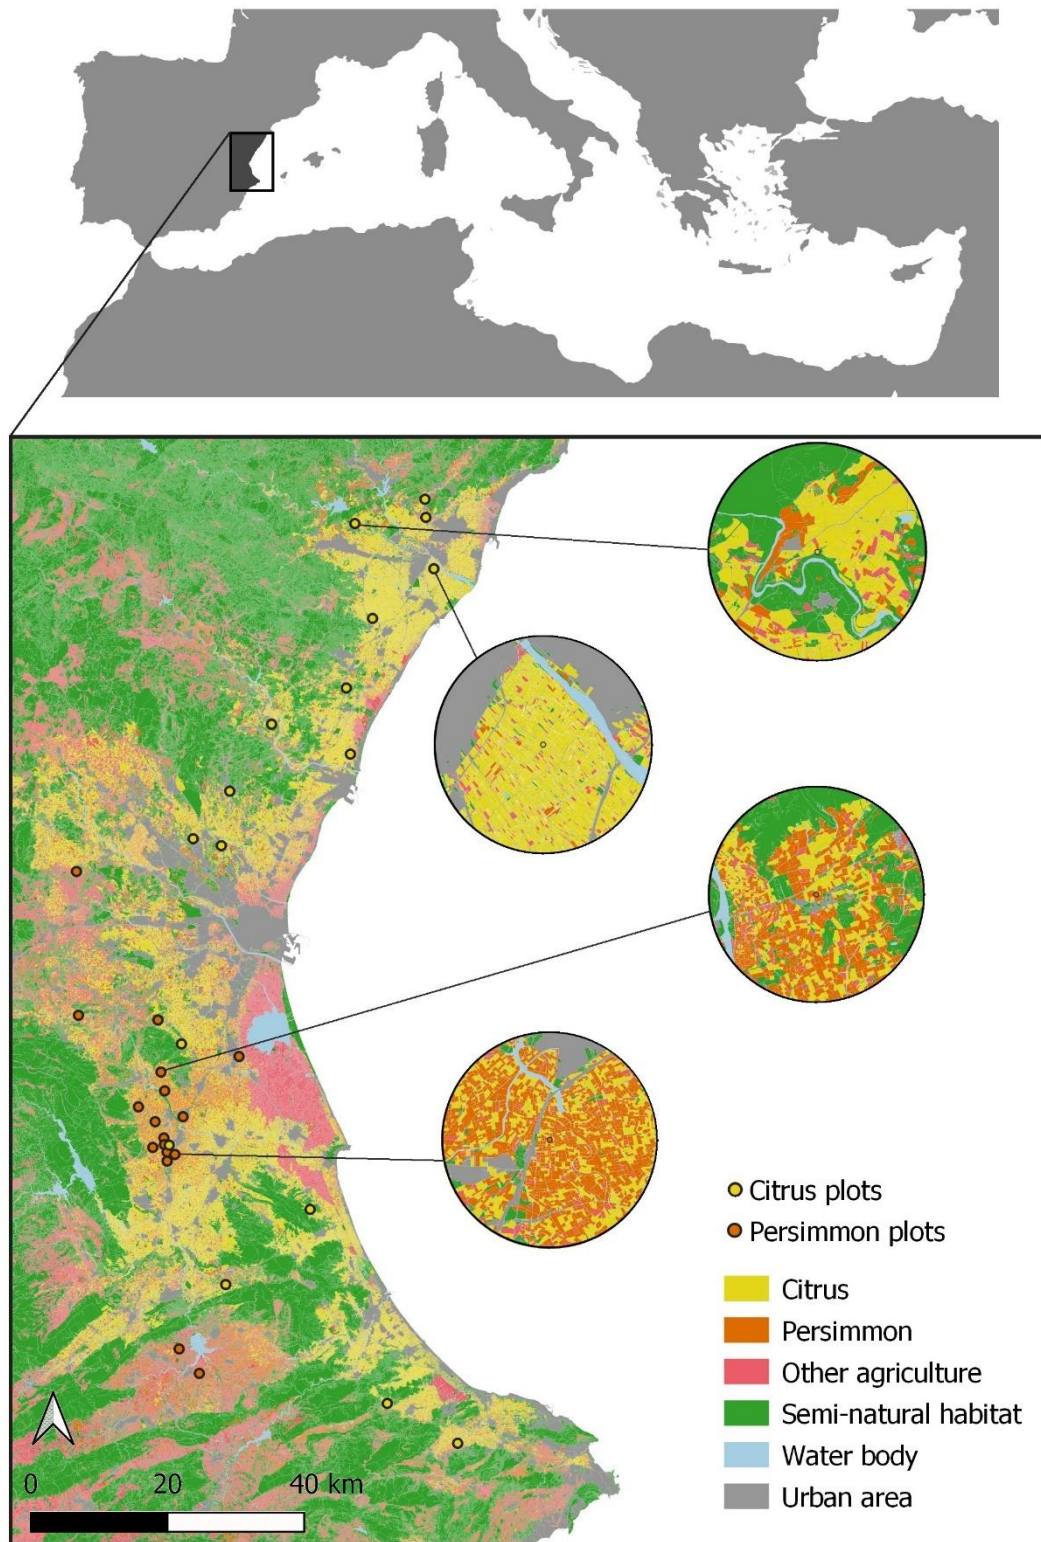 Citrus plots
Persimmon plots
Citrus
Persimmon
Other agriculture
Semi-natural habitat
Water body
Urban area
0 20 40 km